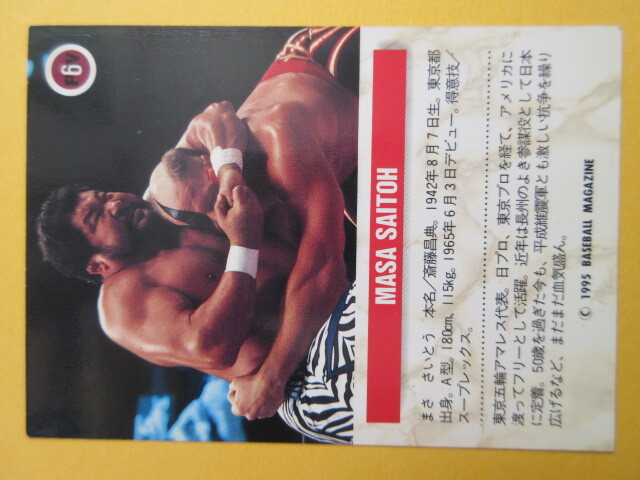 F6V
MASA SAITOH
まさ さいとう 本名／斎藤昌典。1942年8月7日生。東京都
出身。A型。180cm、115kg。1965年6月3日デビュー。得意技／
スープレックス。
東京五輪アマレス代表。日プロ、東京プロを経て、アメリカに
渡ってフリーとして活躍。近年は長州のよき参謀役として日本
に定着。50歳を過ぎた今も、平成維震軍とも激しい抗争を繰り
広げるなど、まだまだ血気盛ん。
© 1995 BASEBALL MAGAZINE